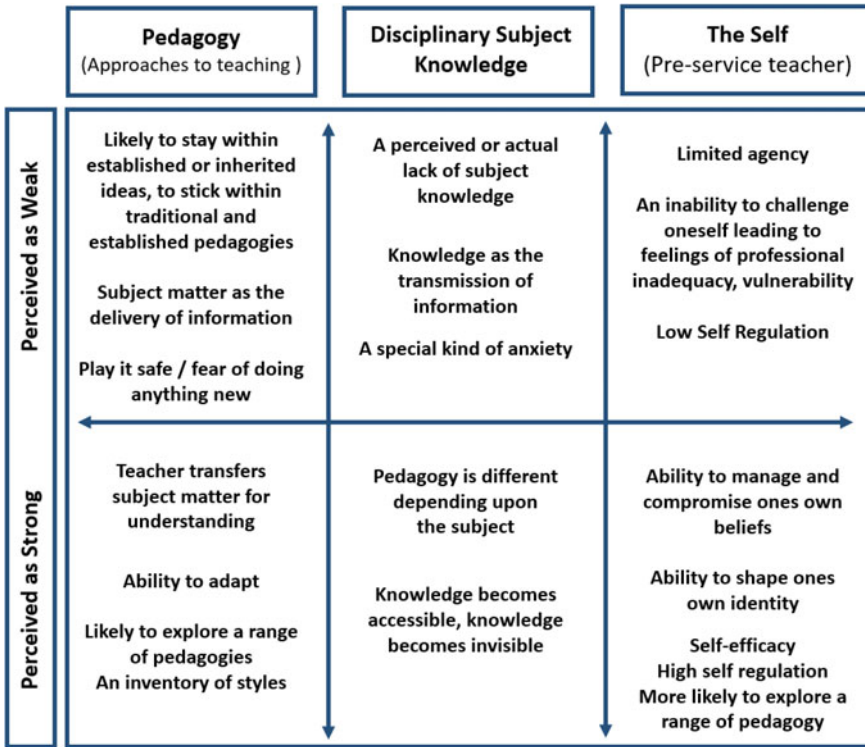 Pedagogy
(Approaches to teaching )
Disciplinary Subject
Knowledge
The Self
(Pre-service teacher)
Perceived as Weak
Likely to stay within
established or inherited
ideas, to stick within
traditional and
established pedagogies
Subject matter as the
delivery of information
Play it safe / fear of doing
anything new
A perceived or actual
lack of subject
knowledge
Knowledge as the
transmission of
information
A special kind of anxiety
Limited agency
An inability to challenge
oneself leading to
feelings of professional
inadequacy, vulnerability
Low Self Regulation
Perceived as Strong
Teacher transfers
subject matter for
understanding
Ability to adapt
Likely to explore a range
of pedagogies
An inventory of styles
Pedagogy is different
depending upon
the subject
Knowledge becomes
accessible, knowledge
becomes invisible
Ability to manage and
compromise ones own
beliefs
Ability to shape ones
own identity
Self-efficacy
High self regulation
More likely to explore a
range of pedagogy